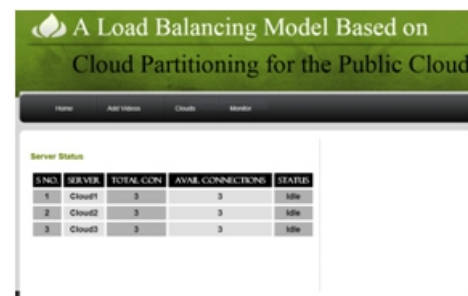 A Load Balancing Model Based on
Cloud Partitioning for the Public Cloud
Home Add Videos Clouds Monitor
Server Status
S NO. SERVER TOTAL CON AVAIL CONNECTIONS STATUS
1 Cloud1 3 3 Idle
2 Cloud2 3 3 Idle
3 Cloud3 3 3 Idle